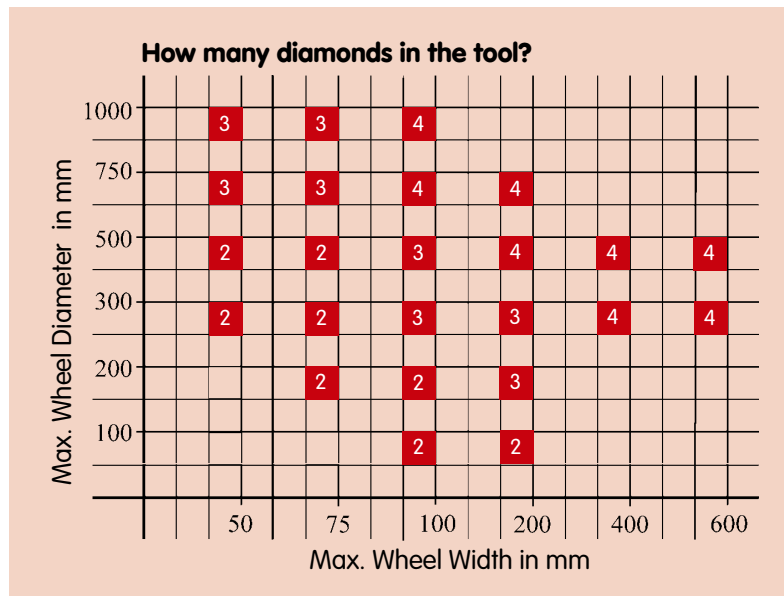 How many diamonds in the tool?
Max. Wheel Diameter in mm
1000 3 3 4
750 3 3 4 4
500 2 2 3 4 4 4
300 2 2 3 3 4 4
200 2 2 3
100 2 2
50 75 100 200 400 600
Max. Wheel Width in mm